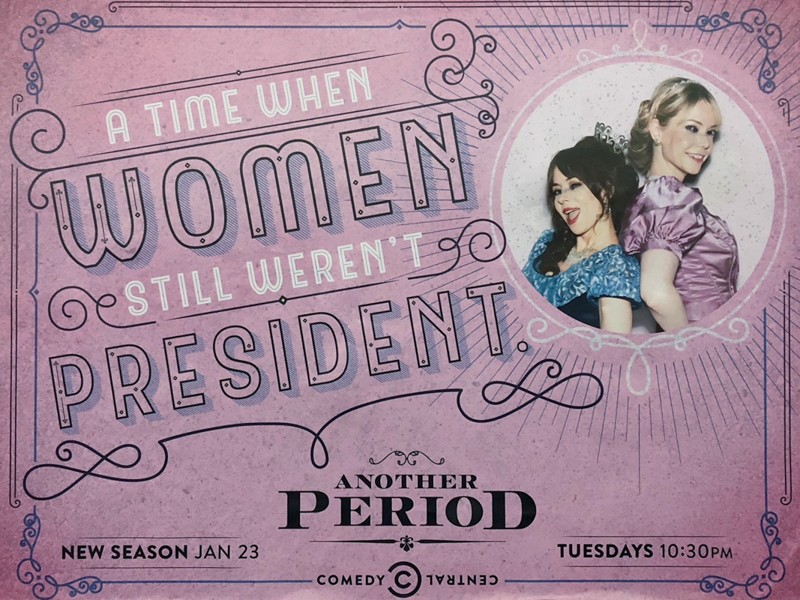 A TIME WHEN
WOMEN
STILL WEREN'T
PRESIDENT.
ANOTHER
PERIOD
NEW SEASON JAN 23
TUESDAYS 10:30PM
COMEDY C CENTRAL